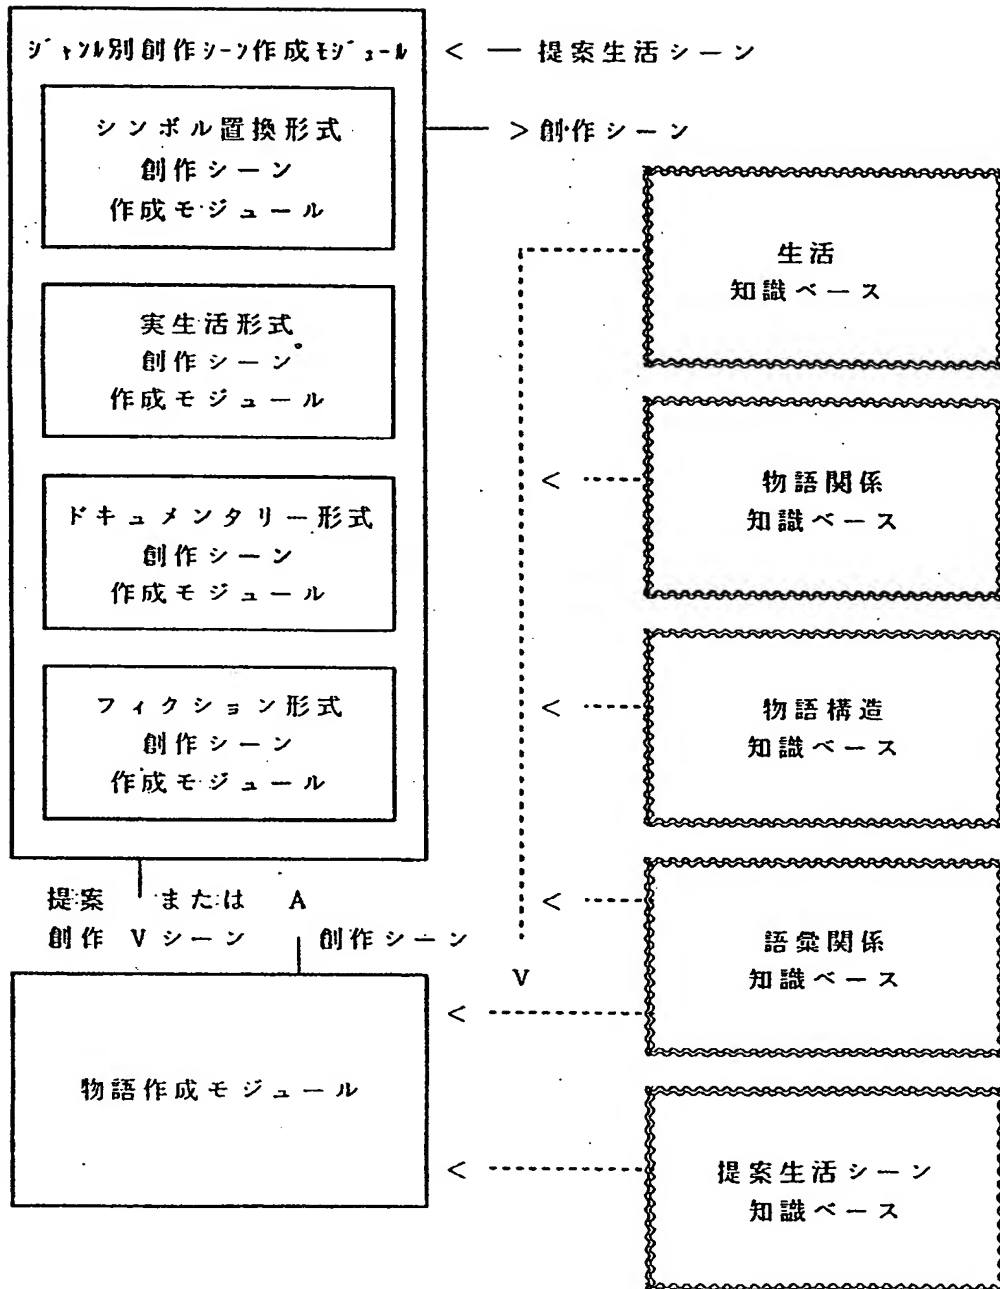 ｼﾞｬﾝﾙ別創作ｼｰﾝ作成ﾓｼﾞｭｰﾙ
< — 提案生活シーン
> 創作シーン
シンボル置換形式
創作シーン
作成モジュール
実生活形式
創作シーン
作成モジュール
ドキュメンタリー形式
創作シーン
作成モジュール
フィクション形式
創作シーン
作成モジュール
提案 または A
創作 V シーン 創作シーン
物語作成モジュール
生活
知識ベース
<
物語関係
知識ベース
<
物語構造
知識ベース
<
語彙関係
知識ベース
V
<
<
提案生活シーン
知識ベース